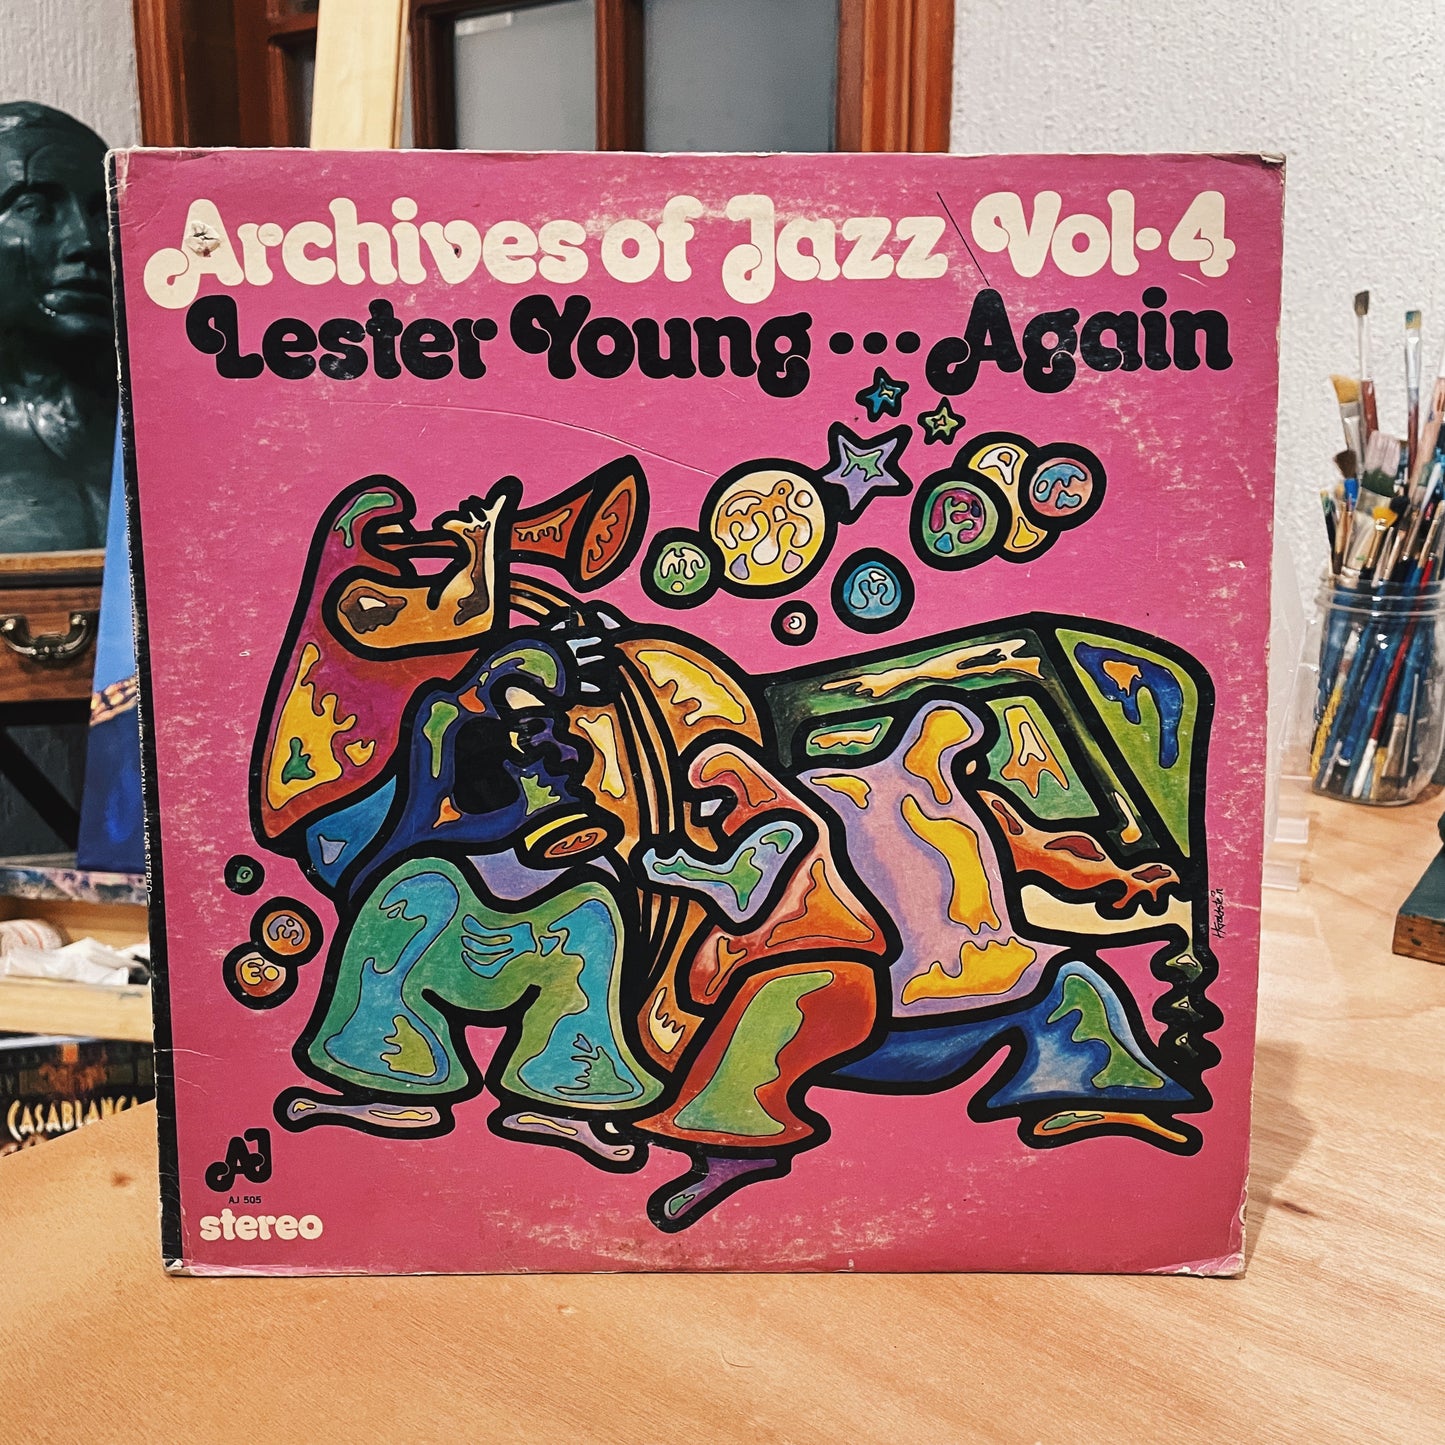 Archives of Jazz Vol·4
Lester Young...Again
AJ
AJ 505
stereo
CASABLANCA